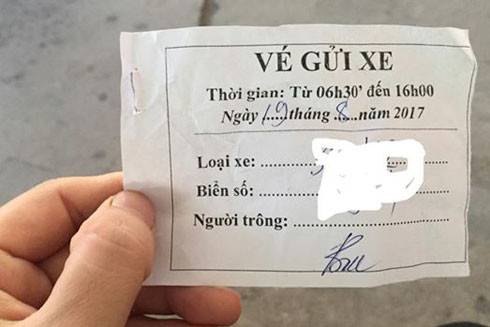 VÉ GỬI XE
Thời gian: Từ 06h30' đến 16h00
Ngày 19 tháng 8 năm 2017
Loại xe:
Biển số:
Người trông: